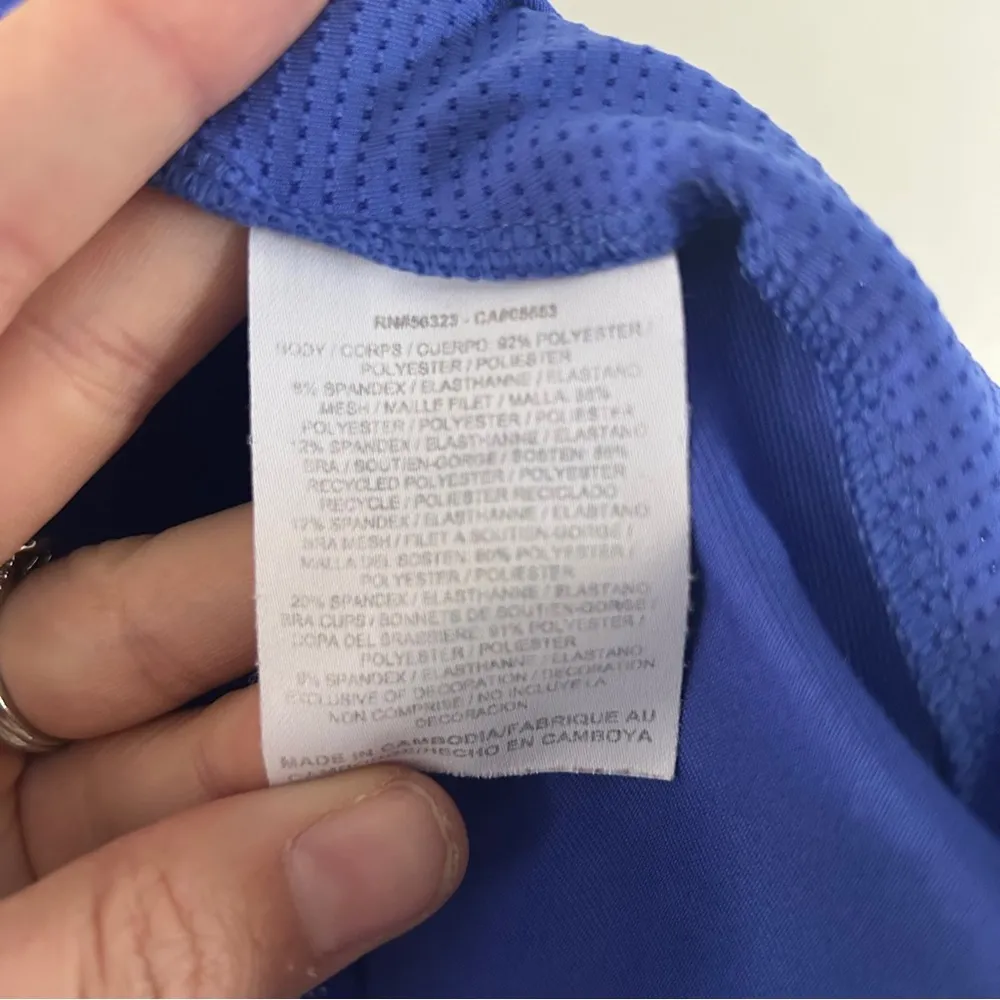 RN#56323 - CA#05553
BODY / CORPS / CUERPO: 92% POLYESTER /
POLYESTER / POLIESTER
8% SPANDEX / ELASTHANNE / ELASTANO
MESH / MAILLE FILET / MALLA: 88%
POLYESTER / POLYESTER / POLIESTER
12% SPANDEX / ELASTHANNE / ELASTANO
BRA / SOUTIEN-GORGE / SOSTEN: 88%
RECYCLED POLYESTER / POLYESTER
RECYCLE / POLIESTER RECICLADO
12% SPANDEX / ELASTHANNE / ELASTANO
BRA MESH / FILET A SOUTIEN-GORGE /
MALLA DEL SOSTEN: 80% POLYESTER /
POLYESTER / POLIESTER
20% SPANDEX / ELASTHANNE / ELASTANO
BRA CUPS / BONNETS DE SOUTIEN-GORGE /
COPA DEL BRASSIERE: 91% POLYESTER /
POLYESTER / POLIESTER
9% SPANDEX / ELASTHANNE / ELASTANO
EXCLUSIVE OF DECORATION / DECORATION
NON COMPRISE / NO INCLUYE LA
DECORACION
MADE IN CAMBODIA/FABRIQUE AU
CAMBODGE/HECHO EN CAMBOYA